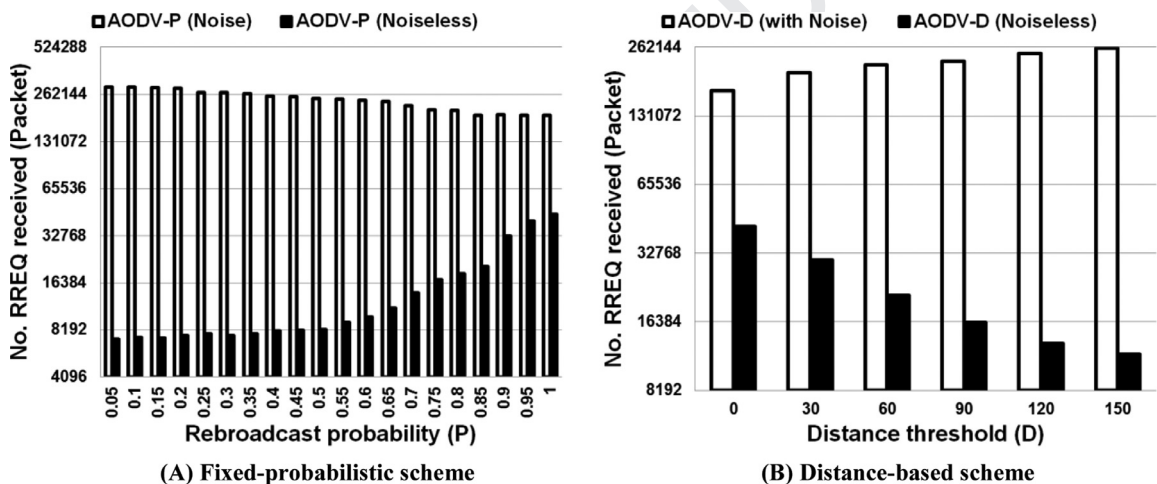 AODV-P (Noise) AODV-P (Noiseless)
524288
262144
131072
65536
32768
16384
8192
4096
No. RREQ received (Packet)
0.05 0.1 0.15 0.2 0.25 0.3 0.35 0.4 0.45 0.5 0.55 0.6 0.65 0.7 0.75 0.8 0.85 0.9 0.95 1
Rebroadcast probability (P)
(A) Fixed-probabilistic scheme
AODV-D (with Noise) AODV-D (Noiseless)
262144
131072
65536
32768
16384
8192
No. RREQ received (Packet)
0 30 60 90 120 150
Distance threshold (D)
(B) Distance-based scheme